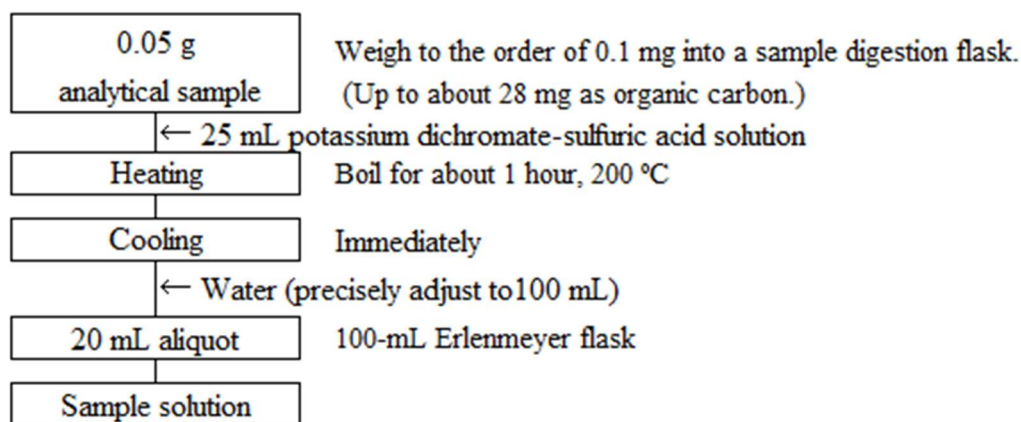 0.05 g
analytical sample
Weigh to the order of 0.1 mg into a sample digestion flask.
(Up to about 28 mg as organic carbon.)
← 25 mL potassium dichromate-sulfuric acid solution
Heating
Boil for about 1 hour, 200 ºC
Cooling
Immediately
← Water (precisely adjust to100 mL)
20 mL aliquot
100-mL Erlenmeyer flask
Sample solution